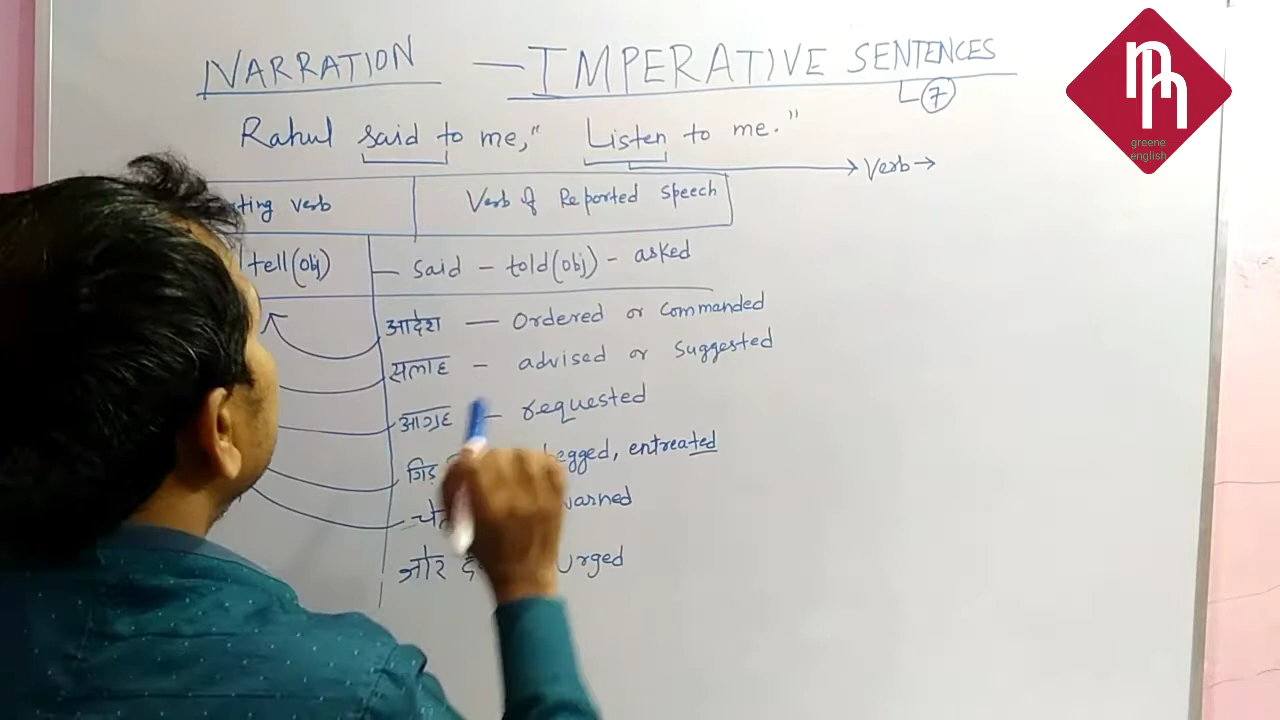 NARRATION — IMPERATIVE SENTENCES
7
Rahul said to me," Listen to me."
Verb
verb Verb of Reported Speech
tell(obj) said - told(obj) - asked
आदेश — Ordered or commanded
सलाह - advised or suggested
आग्रह - requested
begged, entreated
warned
जोर urged
nh
greene
english